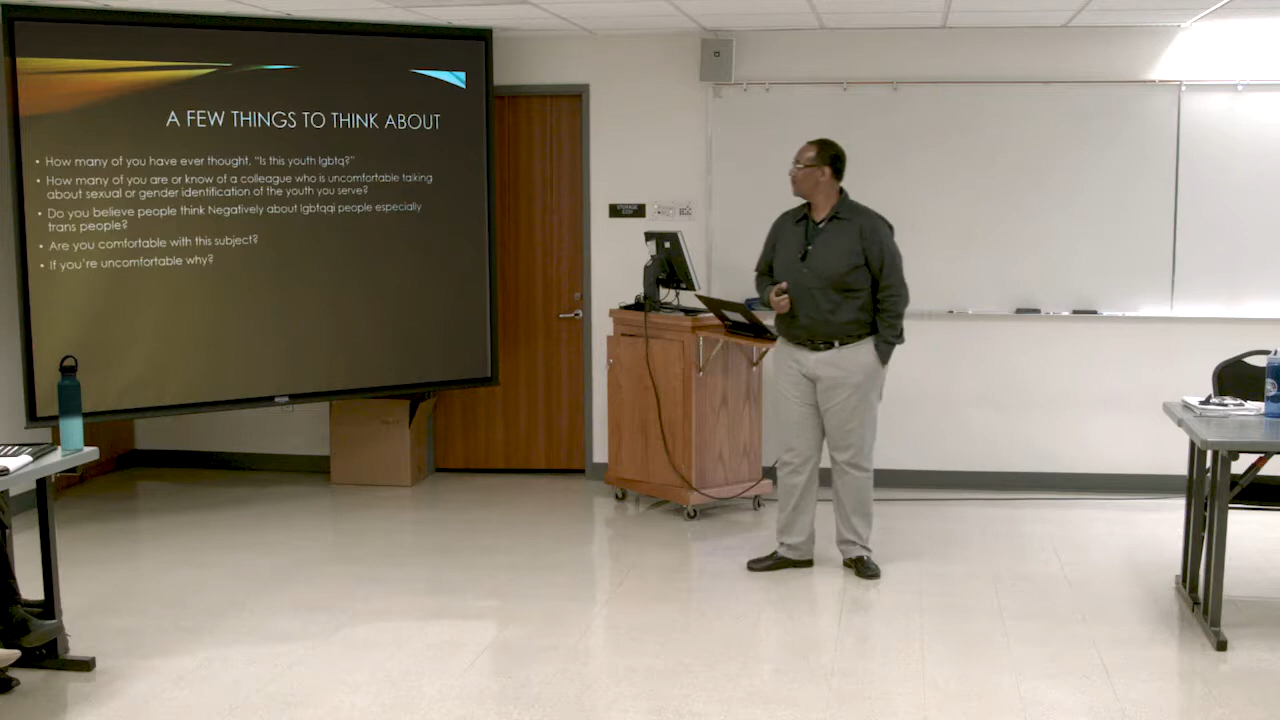 A FEW THINGS TO THINK ABOUT
• How many of you have ever thought, "Is this youth lgbtq?"
• How many of you are or know of a colleague who is uncomfortable talking
about sexual or gender identification of the youth you serve?
• Do you believe people think Negatively about lgbtqai people especially
trans people?
• Are you comfortable with this subject?
• If you're uncomfortable why?
STORAGE